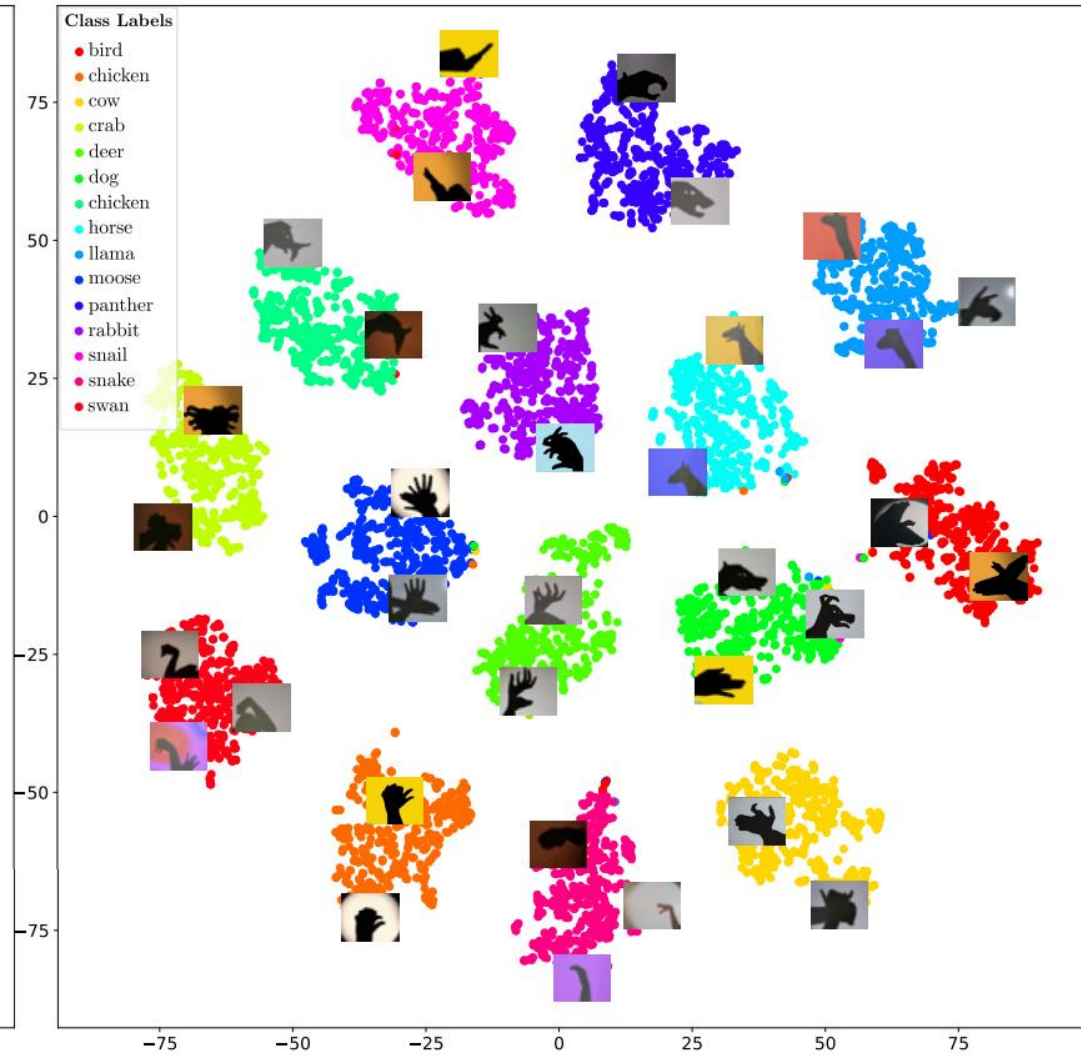 Class Labels
bird
chicken
cow
crab
deer
dog
chicken
horse
llama
moose
panther
rabbit
snail
snake
swan
75
50
25
0
−25
−50
−75
−75
−50
−25
0
25
50
75